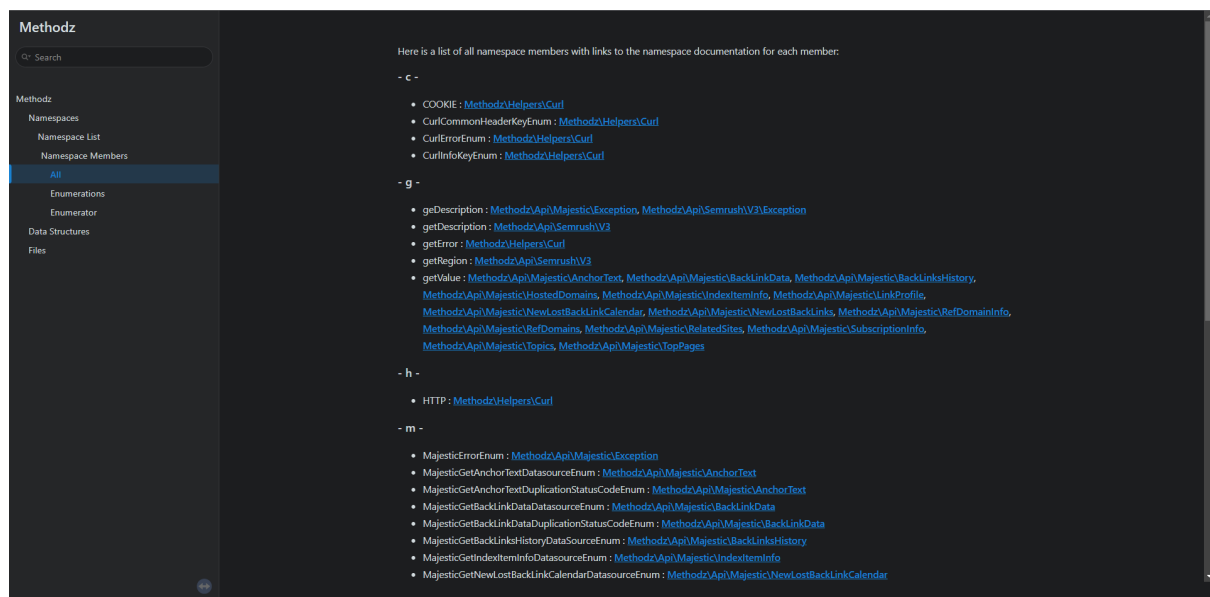 Methodz
Search
Methodz
Namespaces
Namespace List
Namespace Members
All
Enumerations
Enumerator
Data Structures
Files
Here is a list of all namespace members with links to the namespace documentation for each member:
- c -
• COOKIE : Methodz\Helpers\Curl
• CurlCommonHeaderKeyEnum : Methodz\Helpers\Curl
• CurlErrorEnum : Methodz\Helpers\Curl
• CurlInfoKeyEnum : Methodz\Helpers\Curl
- g -
• geDescription : Methodz\Api\Majestic\Exception, Methodz\Api\Semrush\V3\Exception
• getDescription : Methodz\Api\Semrush\V3
• getError : Methodz\Helpers\Curl
• getRegion : Methodz\Api\Semrush\V3
• getValue : Methodz\Api\Majestic\AnchorText, Methodz\Api\Majestic\BackLinkData, Methodz\Api\Majestic\BackLinksHistory,
Methodz\Api\Majestic\HostedDomains, Methodz\Api\Majestic\IndexItemInfo, Methodz\Api\Majestic\LinkProfile,
Methodz\Api\Majestic\NewLostBackLinkCalendar, Methodz\Api\Majestic\NewLostBackLinks, Methodz\Api\Majestic\RefDomainInfo,
Methodz\Api\Majestic\RefDomains, Methodz\Api\Majestic\RelatedSites, Methodz\Api\Majestic\SubscriptionInfo,
Methodz\Api\Majestic\Topics, Methodz\Api\Majestic\TopPages
- h -
• HTTP : Methodz\Helpers\Curl
- m -
• MajesticErrorEnum : Methodz\Api\Majestic\Exception
• MajesticGetAnchorTextDatasourceEnum : Methodz\Api\Majestic\AnchorText
• MajesticGetAnchorTextDuplicationStatusCodeEnum : Methodz\Api\Majestic\AnchorText
• MajesticGetBackLinkDataDatasourceEnum : Methodz\Api\Majestic\BackLinkData
• MajesticGetBackLinkDataDuplicationStatusCodeEnum : Methodz\Api\Majestic\BackLinkData
• MajesticGetBackLinksHistoryDataSourceEnum : Methodz\Api\Majestic\BackLinksHistory
• MajesticGetIndexItemInfoDatasourceEnum : Methodz\Api\Majestic\IndexItemInfo
• MajesticGetNewLostBackLinkCalendarDatasourceEnum : Methodz\Api\Majestic\NewLostBackLinkCalendar